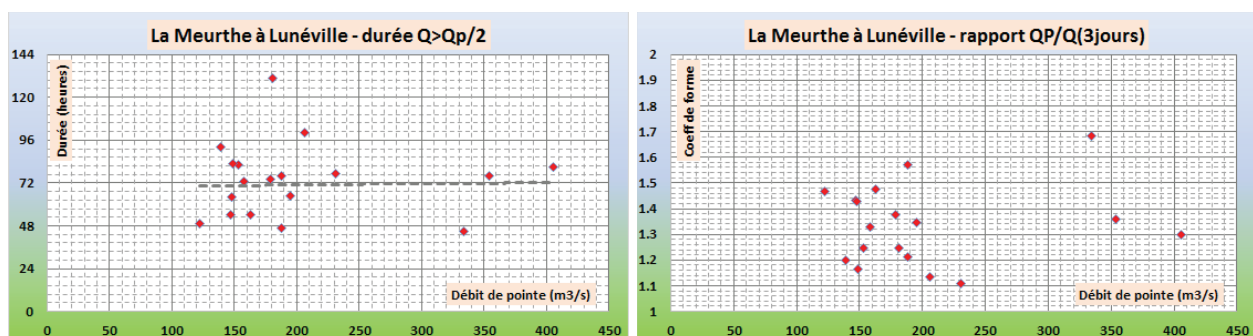 La Meurthe à Lunéville - durée Q>Qp/2
Durée (heures)
144
120
96
72
48
24
0
Débit de pointe (m3/s)
0 50 100 150 200 250 300 350 400 450
La Meurthe à Lunéville - rapport QP/Q(3jours)
Coeff de forme
2
1.9
1.8
1.7
1.6
1.5
1.4
1.3
1.2
1.1
1
Débit de pointe (m3/s)
0 50 100 150 200 250 300 350 400 450